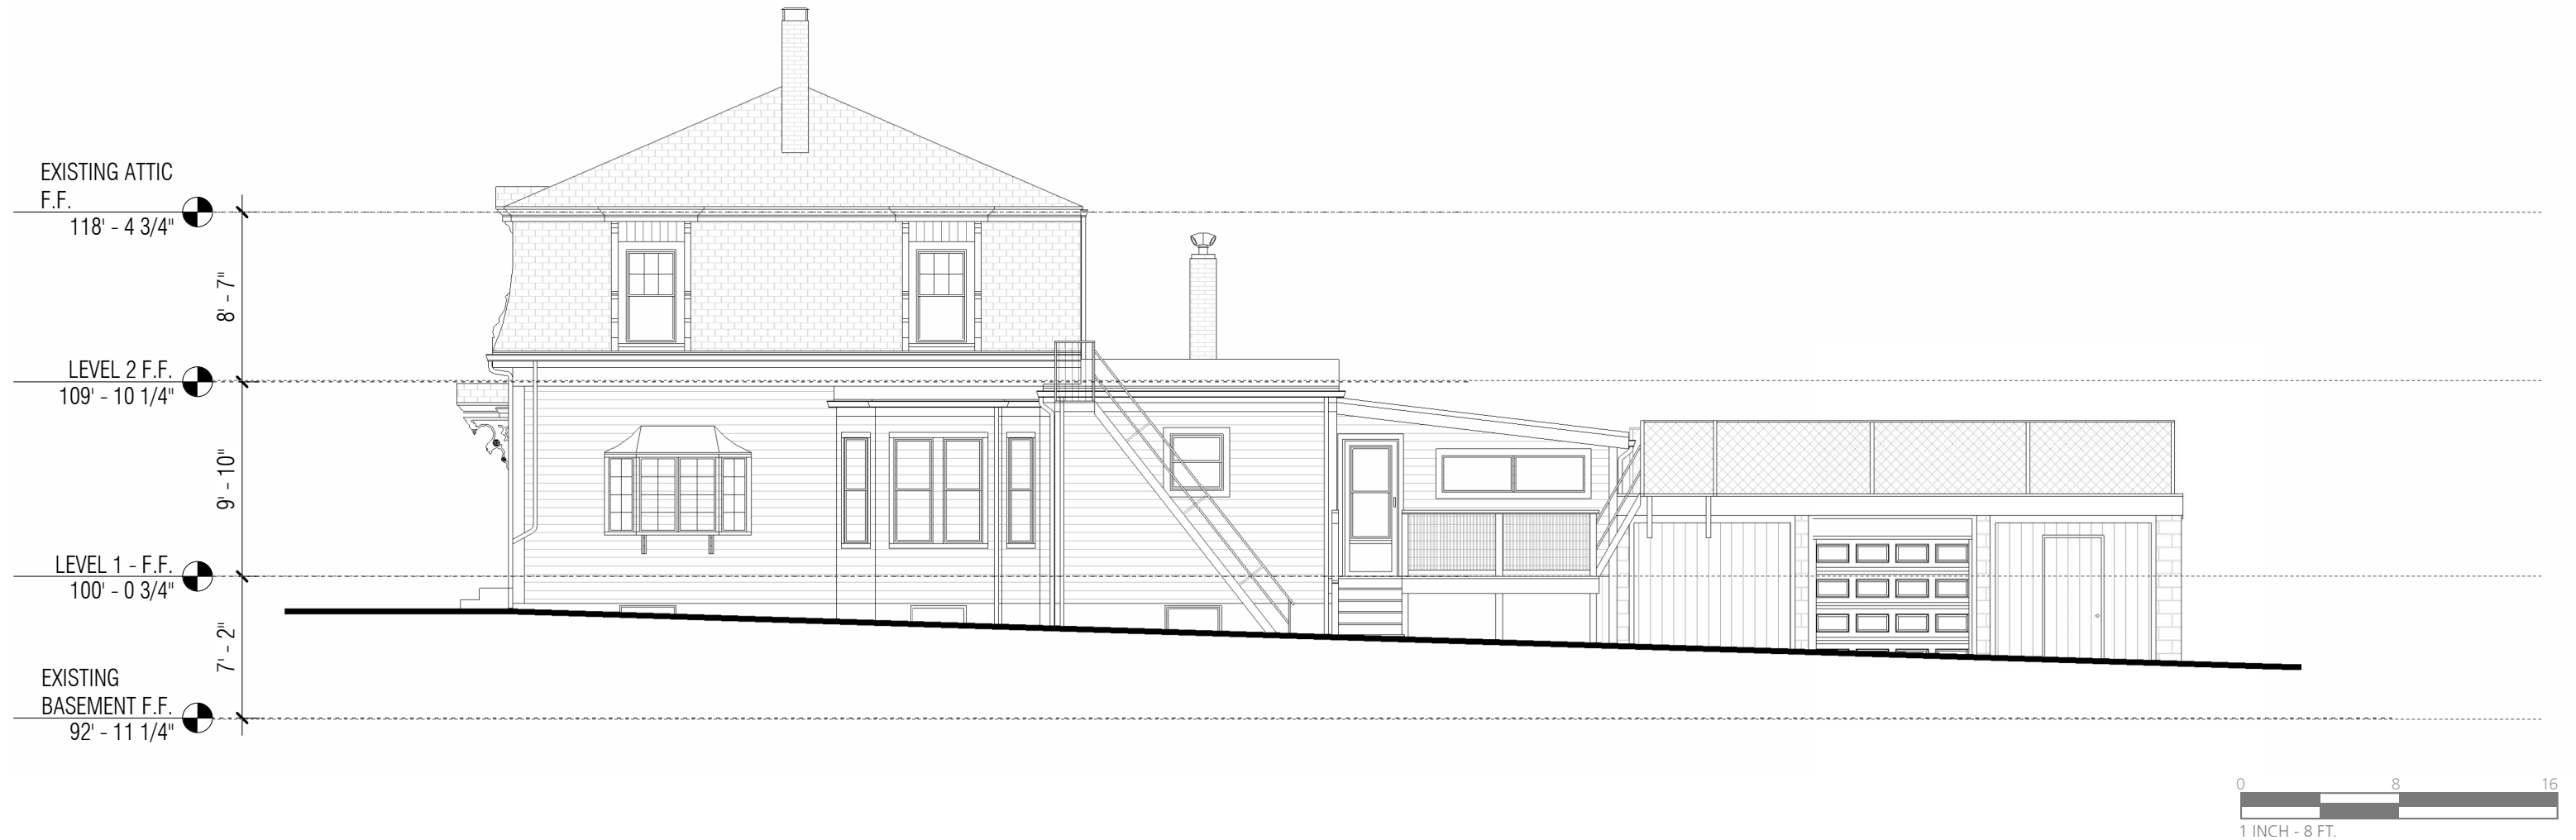 EXISTING ATTIC
F.F.
118' - 4 3/4"
8' - 7"
LEVEL 2 F.F.
109' - 10 1/4"
9' - 10"
LEVEL 1 - F.F.
100' - 0 3/4"
7' - 2"
EXISTING
BASEMENT F.F.
92' - 11 1/4"
0 8 16
1 INCH - 8 FT.